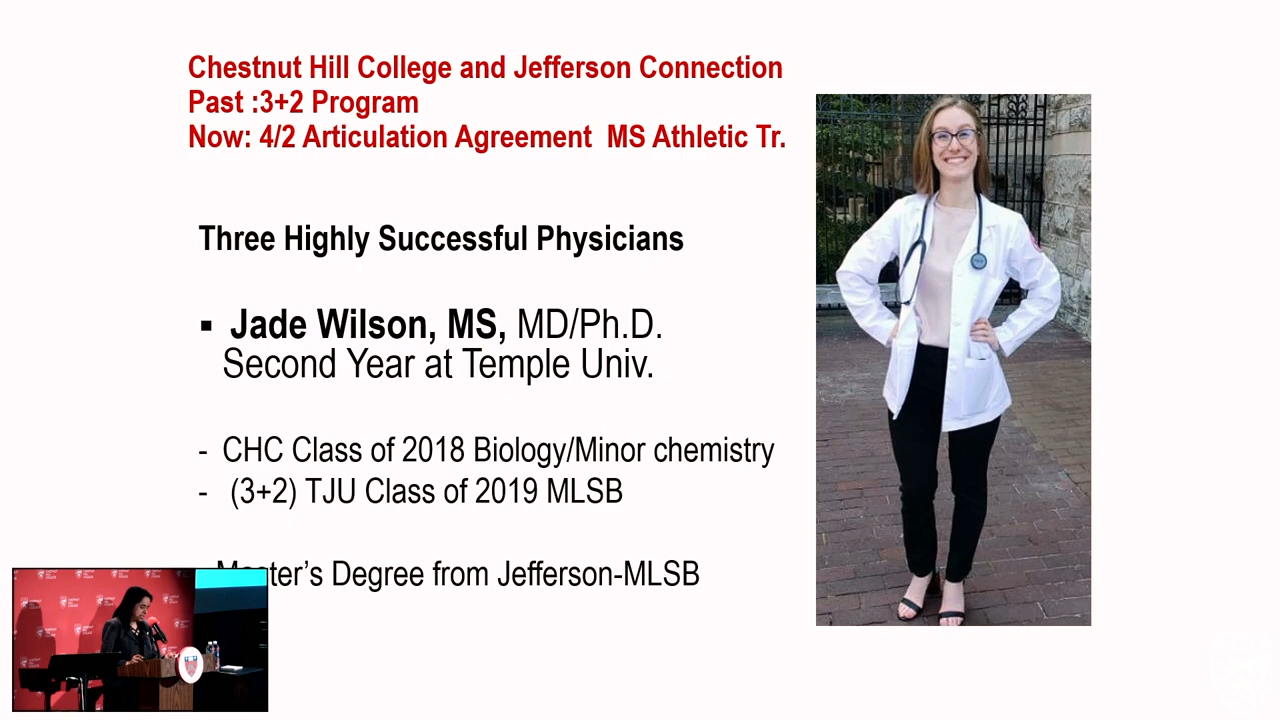 Chestnut Hill College and Jefferson Connection
Past :3+2 Program
Now: 4/2 Articulation Agreement MS Athletic Tr.
Three Highly Successful Physicians
▪ Jade Wilson, MS, MD/Ph.D.
Second Year at Temple Univ.
- CHC Class of 2018 Biology/Minor chemistry
- (3+2) TJU Class of 2019 MLSB
Master's Degree from Jefferson-MLSB